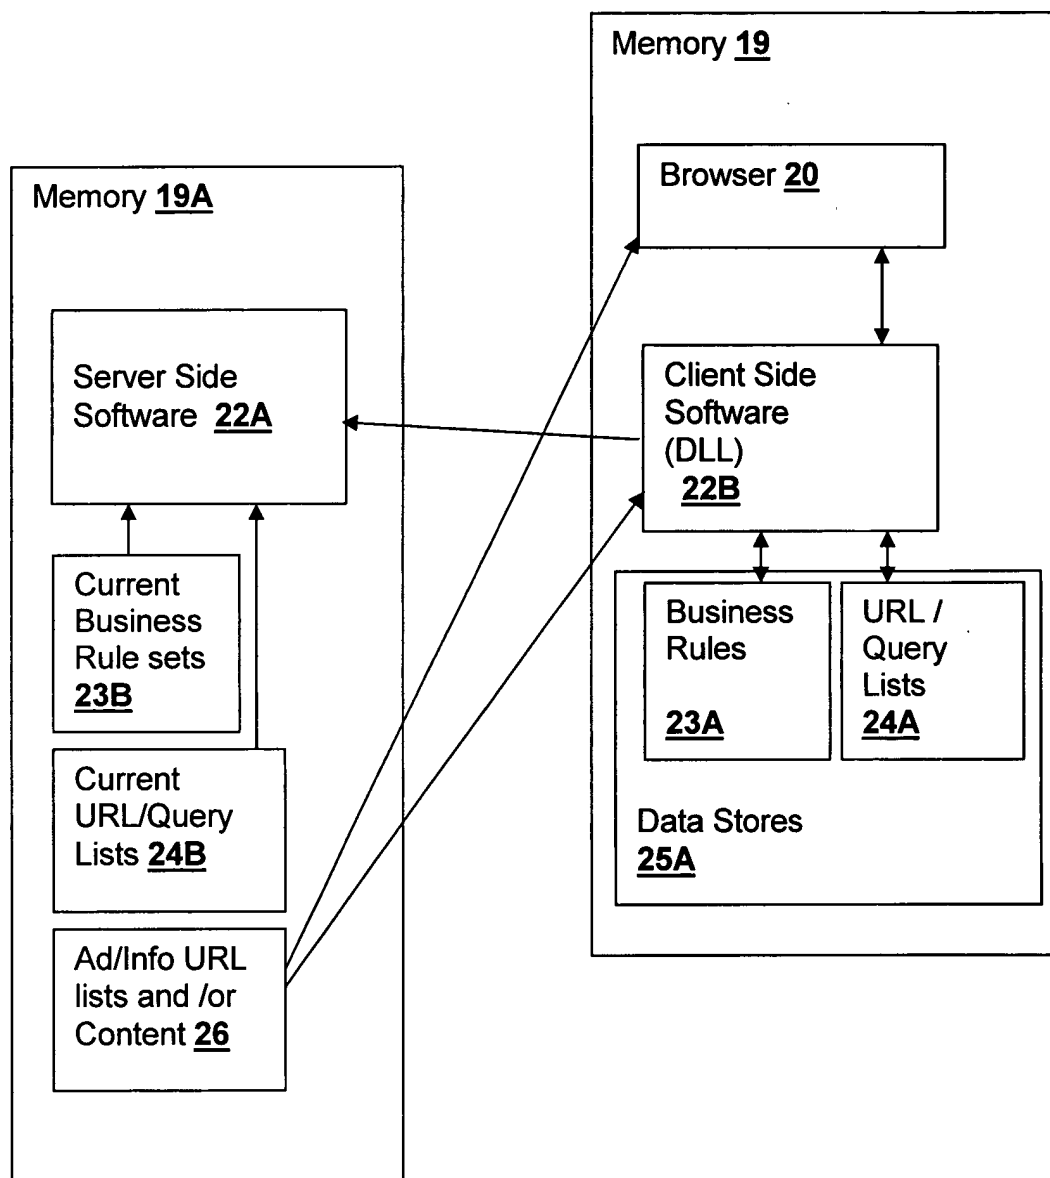 Memory 19A
Server Side
Software 22A
Current
Business
Rule sets
23B
Current
URL/Query
Lists 24B
Ad/Info URL
lists and /or
Content 26
Memory 19
Browser 20
Client Side
Software
(DLL)
22B
Business
Rules
23A
URL /
Query
Lists
24A
Data Stores
25A